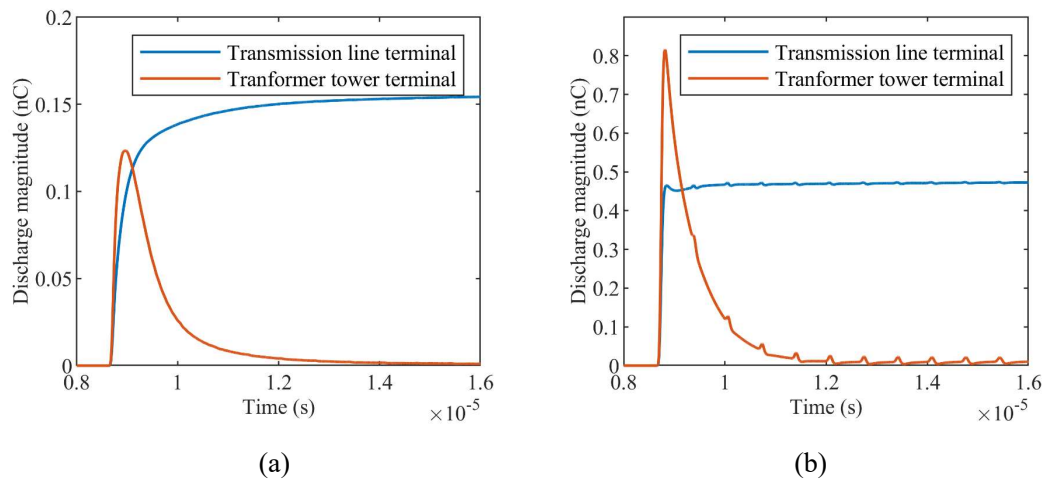 0.2
0.15
0.1
0.05
0
Discharge magnitude (nC)
Transmission line terminal
Tranformer tower terminal
0.8 1 1.2 1.4 1.6
Time (s)
×10⁻⁵
(a)
0.8
0.7
0.6
0.5
0.4
0.3
0.2
0.1
0
Discharge magnitude (nC)
Transmission line terminal
Tranformer tower terminal
0.8 1 1.2 1.4 1.6
Time (s)
×10⁻⁵
(b)